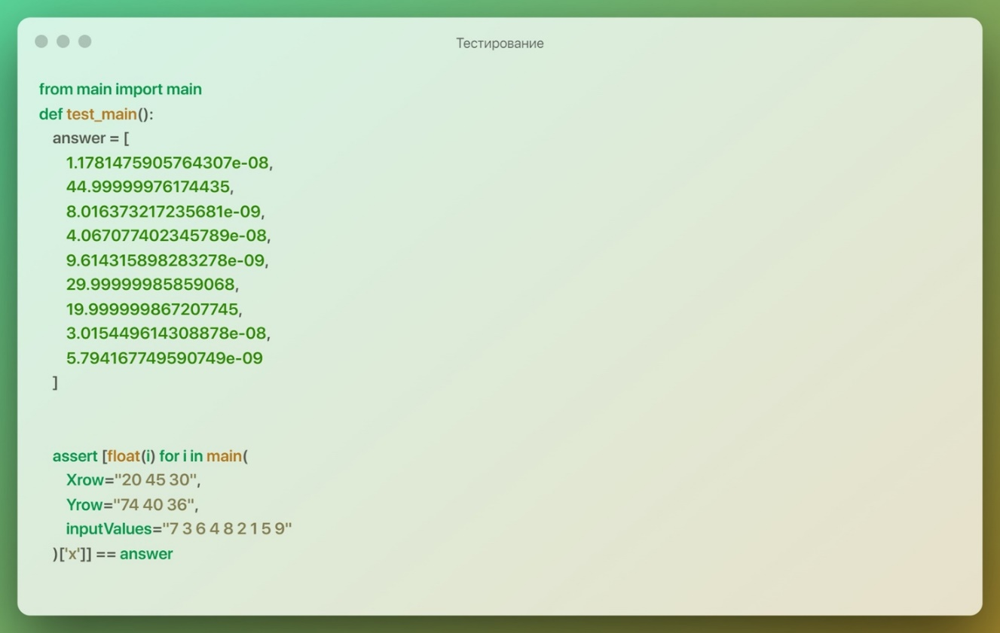 Тестирование
from main import main
def test_main():
answer = [
1.1781475905764307e-08,
44.99999976174435,
8.016373217235681e-09,
4.067077402345789e-08,
9.614315898283278e-09,
29.99999985859068,
19.999999867207745,
3.015449614308878e-08,
5.794167749590749e-09
]
assert [float(i) for i in main(
Xrow="20 45 30",
Yrow="74 40 36",
inputValues="7 3 6 4 8 2 1 5 9"
)['x']] == answer